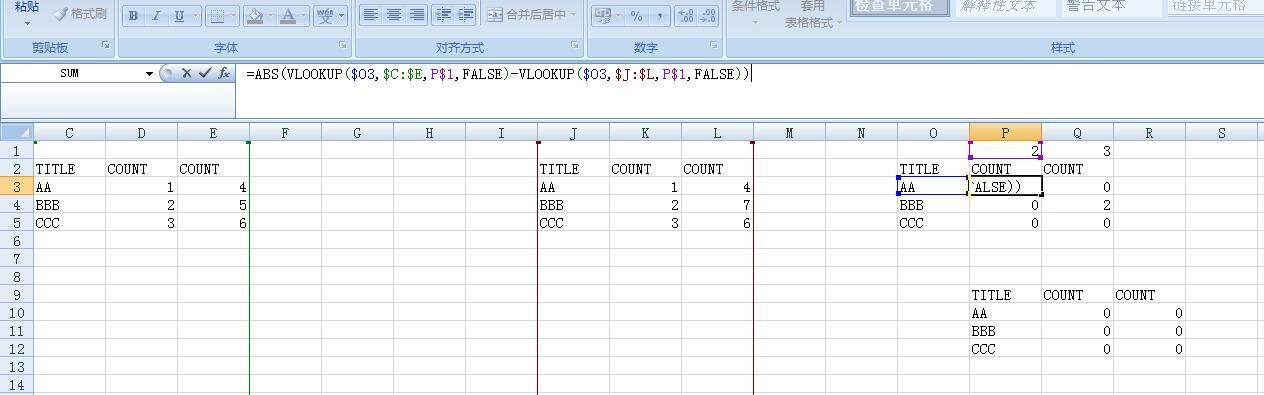 粘贴 格式刷 B I U A 合并后居中 % , 条件格式 套用 表格格式 检查单元格 解释性文本 警告文本 链接单元格
剪贴板 字体 对齐方式 数字 样式
SUM fx =ABS(VLOOKUP($O3,$C:$E,P$1,FALSE)-VLOOKUP($O3,$J:$L,P$1,FALSE))
C D E F G H I J K L M N O P Q R S
1 2 3
2 TITLE COUNT COUNT TITLE COUNT COUNT TITLE COUNT COUNT
3 AA 1 4 AA 1 4 AA ALSE)) 0
4 BBB 2 5 BBB 2 7 BBB 0 2
5 CCC 3 6 CCC 3 6 CCC 0 0
6
7
8
9 TITLE COUNT COUNT
10 AA 0 0
11 BBB 0 0
12 CCC 0 0
13
14